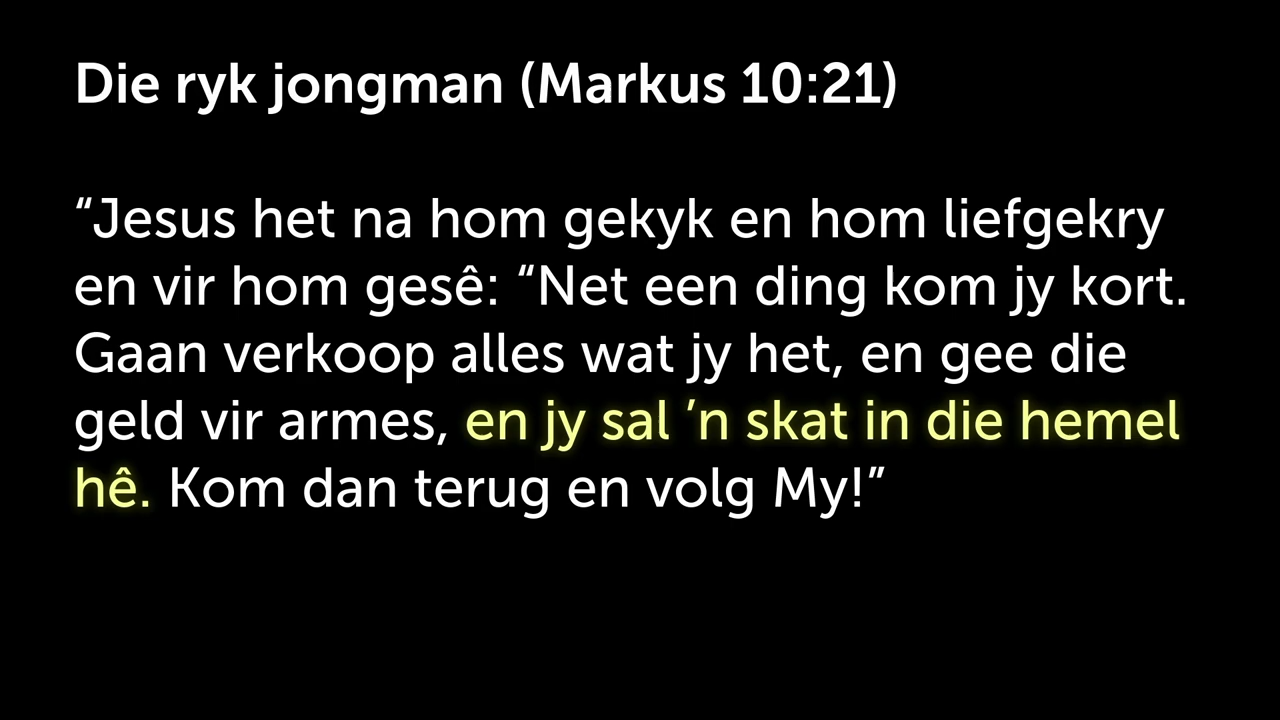 Die ryk jongman (Markus 10:21)
“Jesus het na hom gekyk en hom liefgekry
en vir hom gesê: “Net een ding kom jy kort.
Gaan verkoop alles wat jy het, en gee die
geld vir armes, en jy sal ’n skat in die hemel
hê. Kom dan terug en volg My!”